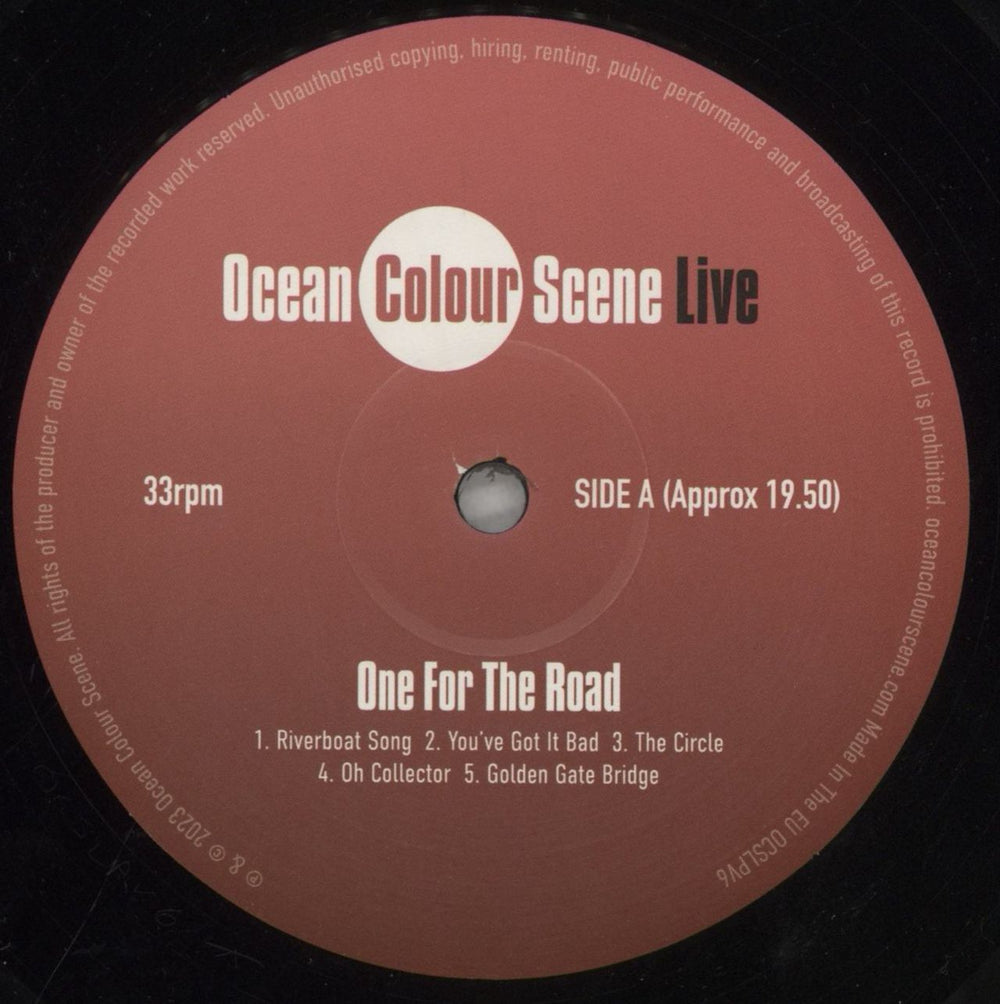 ℗ & © 2023 Ocean Colour Scene. All rights of the producer and owner of the recorded work reserved. Unauthorised copying, hiring, renting, public performance and broadcasting of this record is prohibited. oceancolourscene.com Made In The EU OCSLPV6
Ocean Colour Scene Live
33rpm
SIDE A (Approx 19.50)
One For The Road
1. Riverboat Song 2. You've Got It Bad 3. The Circle
4. Oh Collector 5. Golden Gate Bridge